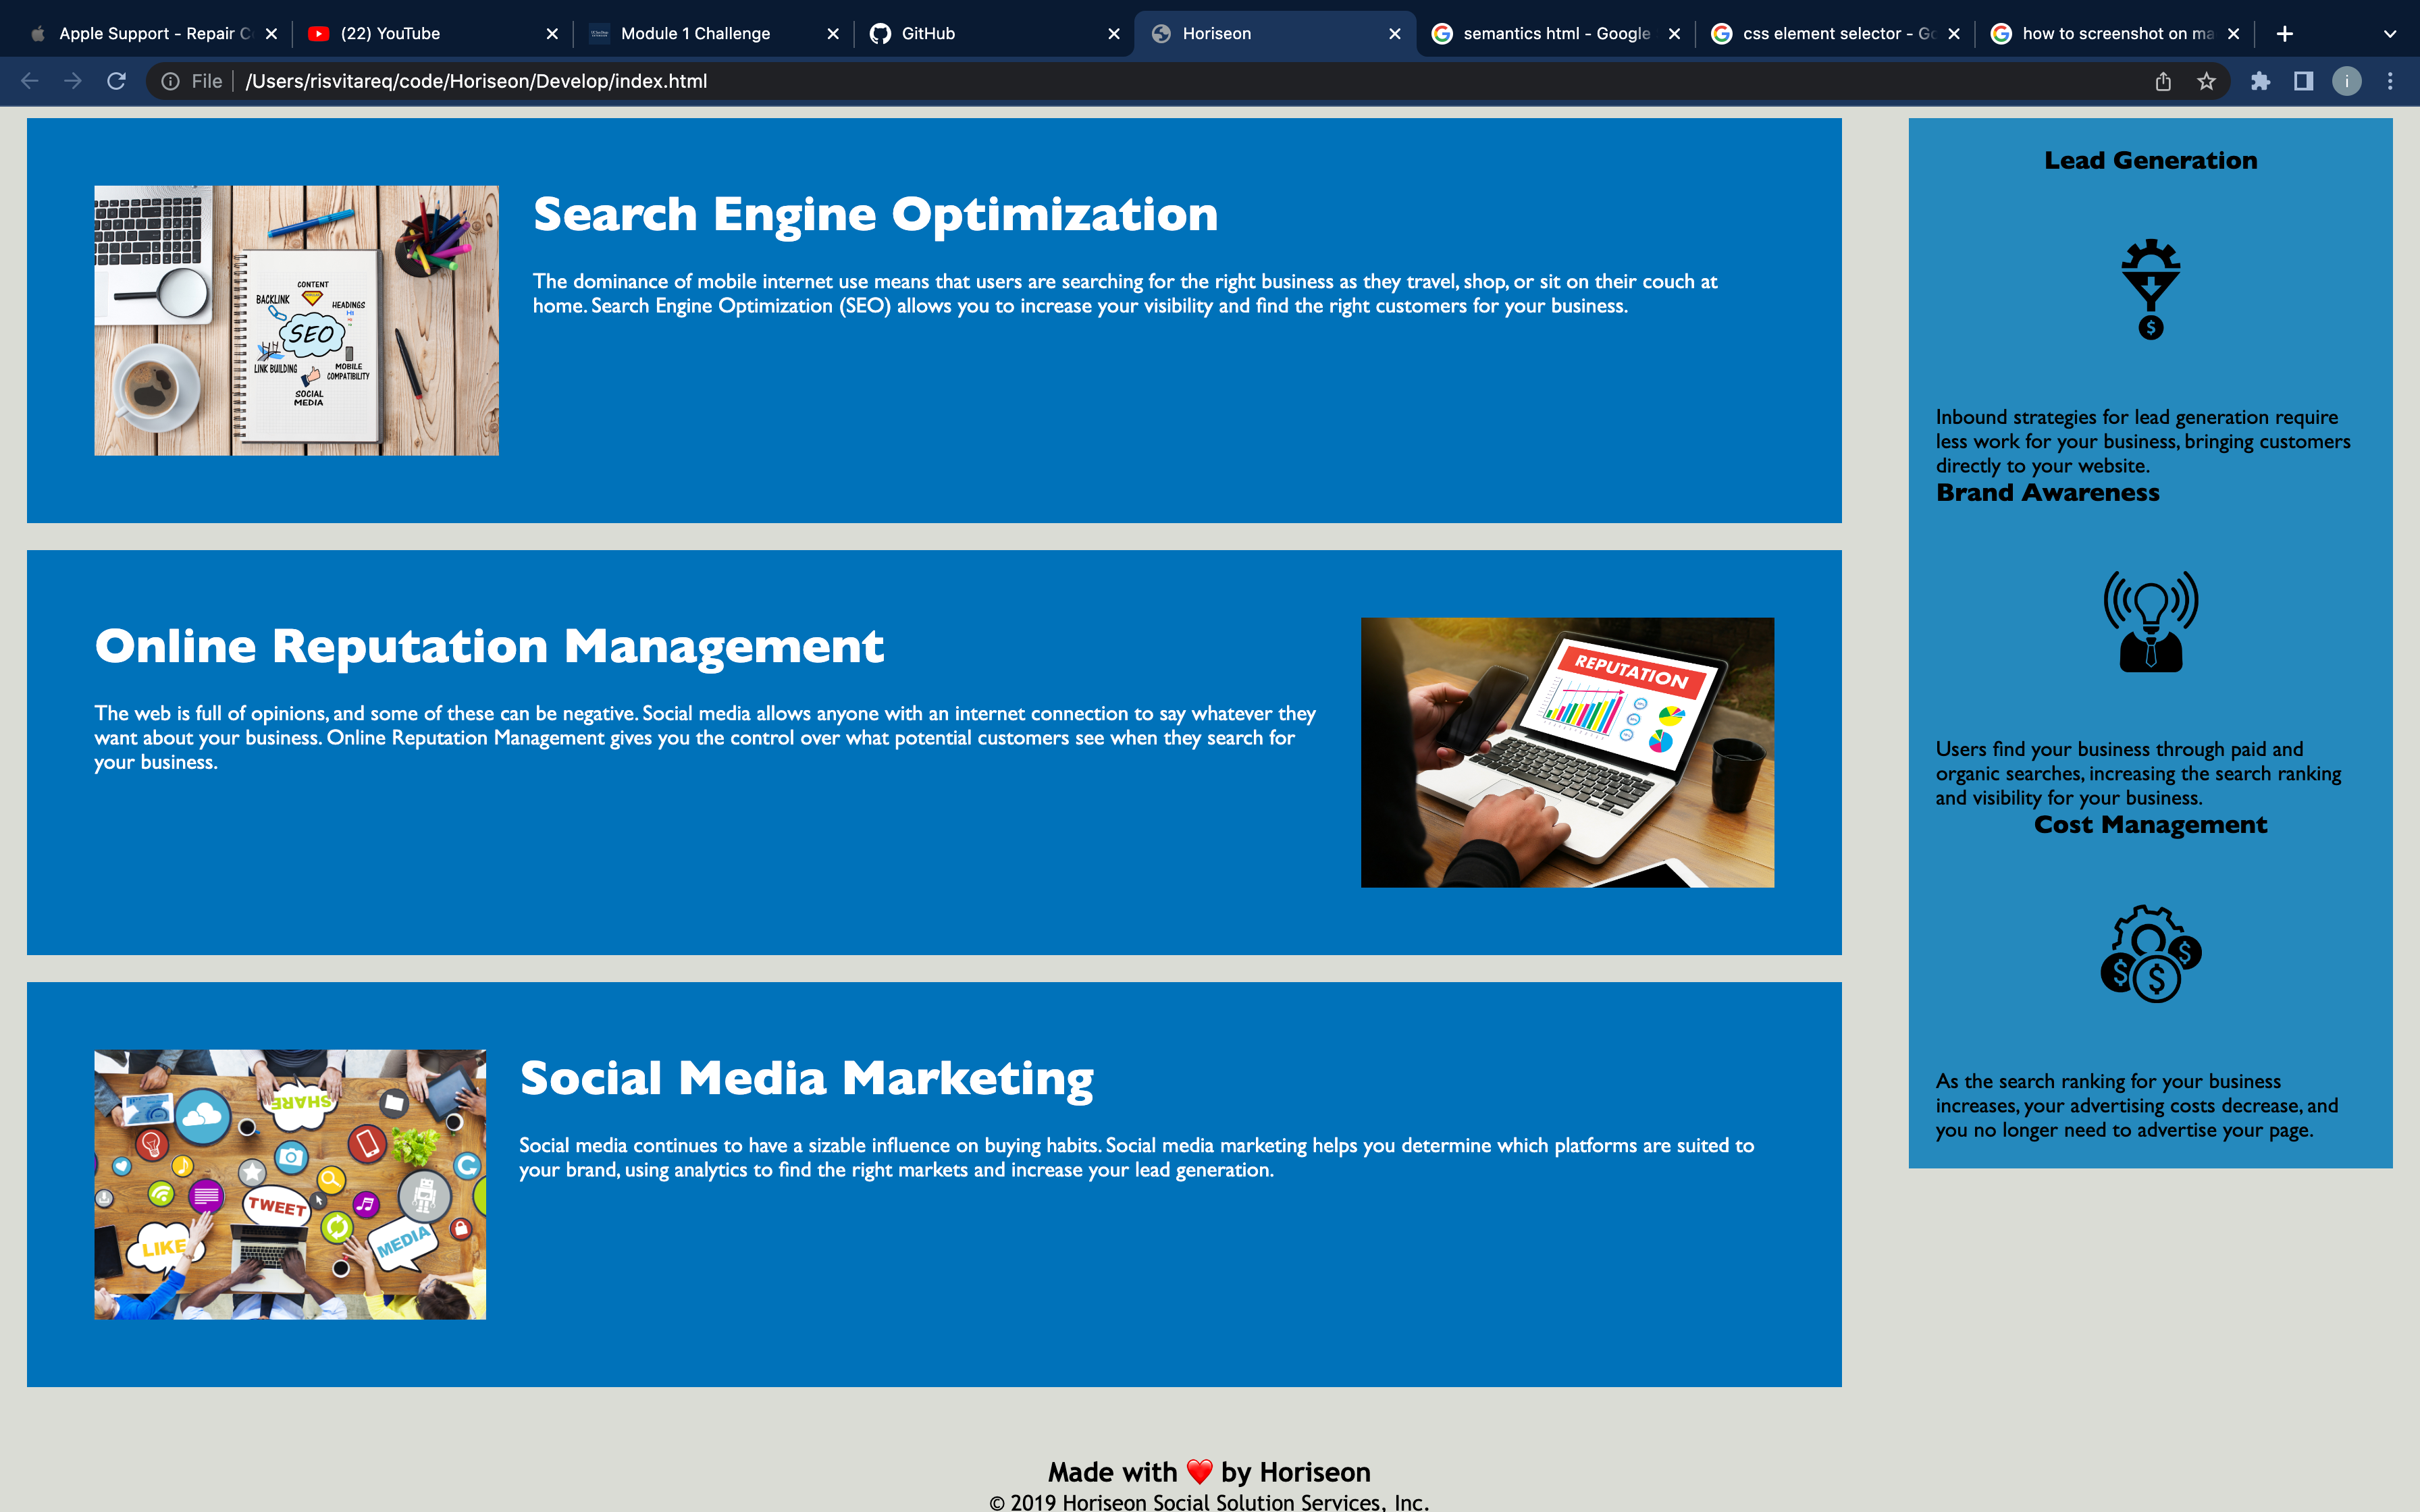 Apple Support - Repair
(22) YouTube
Module 1 Challenge
GitHub
Horiseon
semantics html - Google
css element selector -
how to screenshot on
File
/Users/risvitareq/code/Horiseon/Develop/index.html
i
Search Engine Optimization
The dominance of mobile internet use means that users are searching for the right business as they travel, shop, or sit on their couch at
home. Search Engine Optimization (SEO) allows you to increase your visibility and find the right customers for your business.
CONTENT
BACKLINK
HEADINGS
H1
SEO
LINK BUILDING
MOBILE
COMPATIBILITY
SOCIAL
MEDIA
Online Reputation Management
The web is full of opinions, and some of these can be negative. Social media allows anyone with an internet connection to say whatever they
want about your business. Online Reputation Management gives you the control over what potential customers see when they search for
your business.
REPUTATION
Social Media Marketing
Social media continues to have a sizable influence on buying habits. Social media marketing helps you determine which platforms are suited to
your brand, using analytics to find the right markets and increase your lead generation.
SHARE
TWEET
LIKE
MEDIA
Lead Generation
$
Inbound strategies for lead generation require
less work for your business, bringing customers
directly to your website.
Brand Awareness
Users find your business through paid and
organic searches, increasing the search ranking
and visibility for your business.
Cost Management
$
$
$
As the search ranking for your business
increases, your advertising costs decrease, and
you no longer need to advertise your page.
Made with ❤️ by Horiseon
© 2019 Horiseon Social Solution Services, Inc.